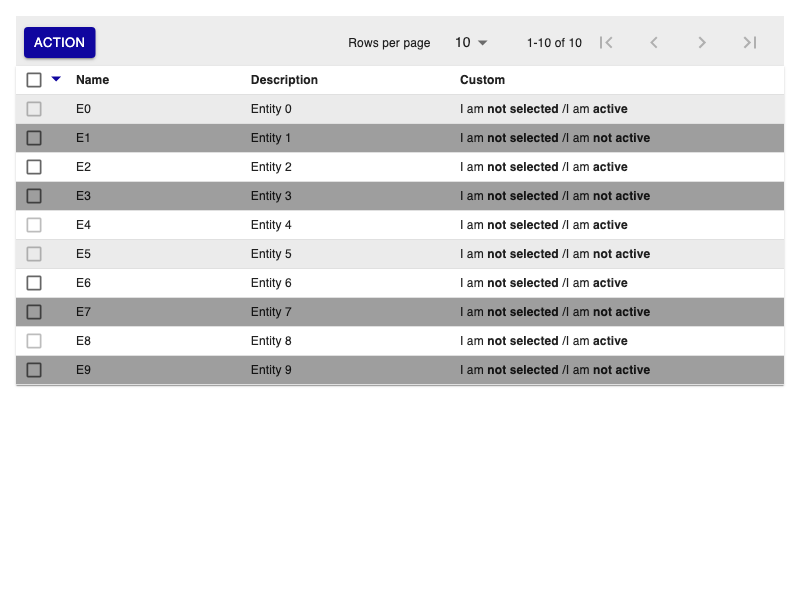 ACTION Rows per page 10 1-10 of 10
Name Description Custom
E0 Entity 0 I am not selected /I am active
E1 Entity 1 I am not selected /I am not active
E2 Entity 2 I am not selected /I am active
E3 Entity 3 I am not selected /I am not active
E4 Entity 4 I am not selected /I am active
E5 Entity 5 I am not selected /I am not active
E6 Entity 6 I am not selected /I am active
E7 Entity 7 I am not selected /I am not active
E8 Entity 8 I am not selected /I am active
E9 Entity 9 I am not selected /I am not active